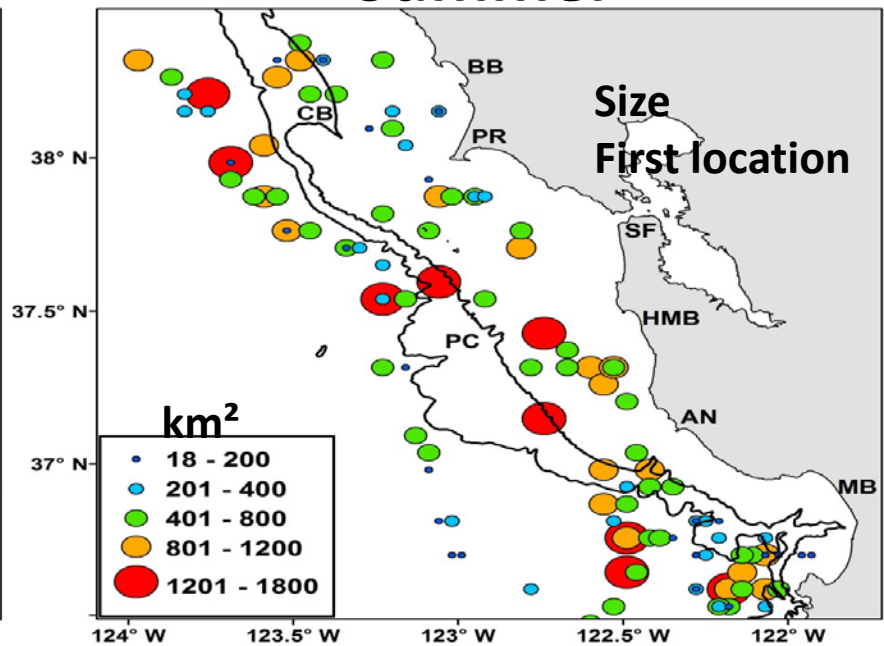 BB
CB
Size
PR
38° N
First location
SF
37.5° N
HMB
PC
AN
km²
37° N
18 - 200
MB
201 - 400
401 - 800
801 - 1200
1201 - 1800
124° W
123.5° W
123° W
122.5° W
122° W